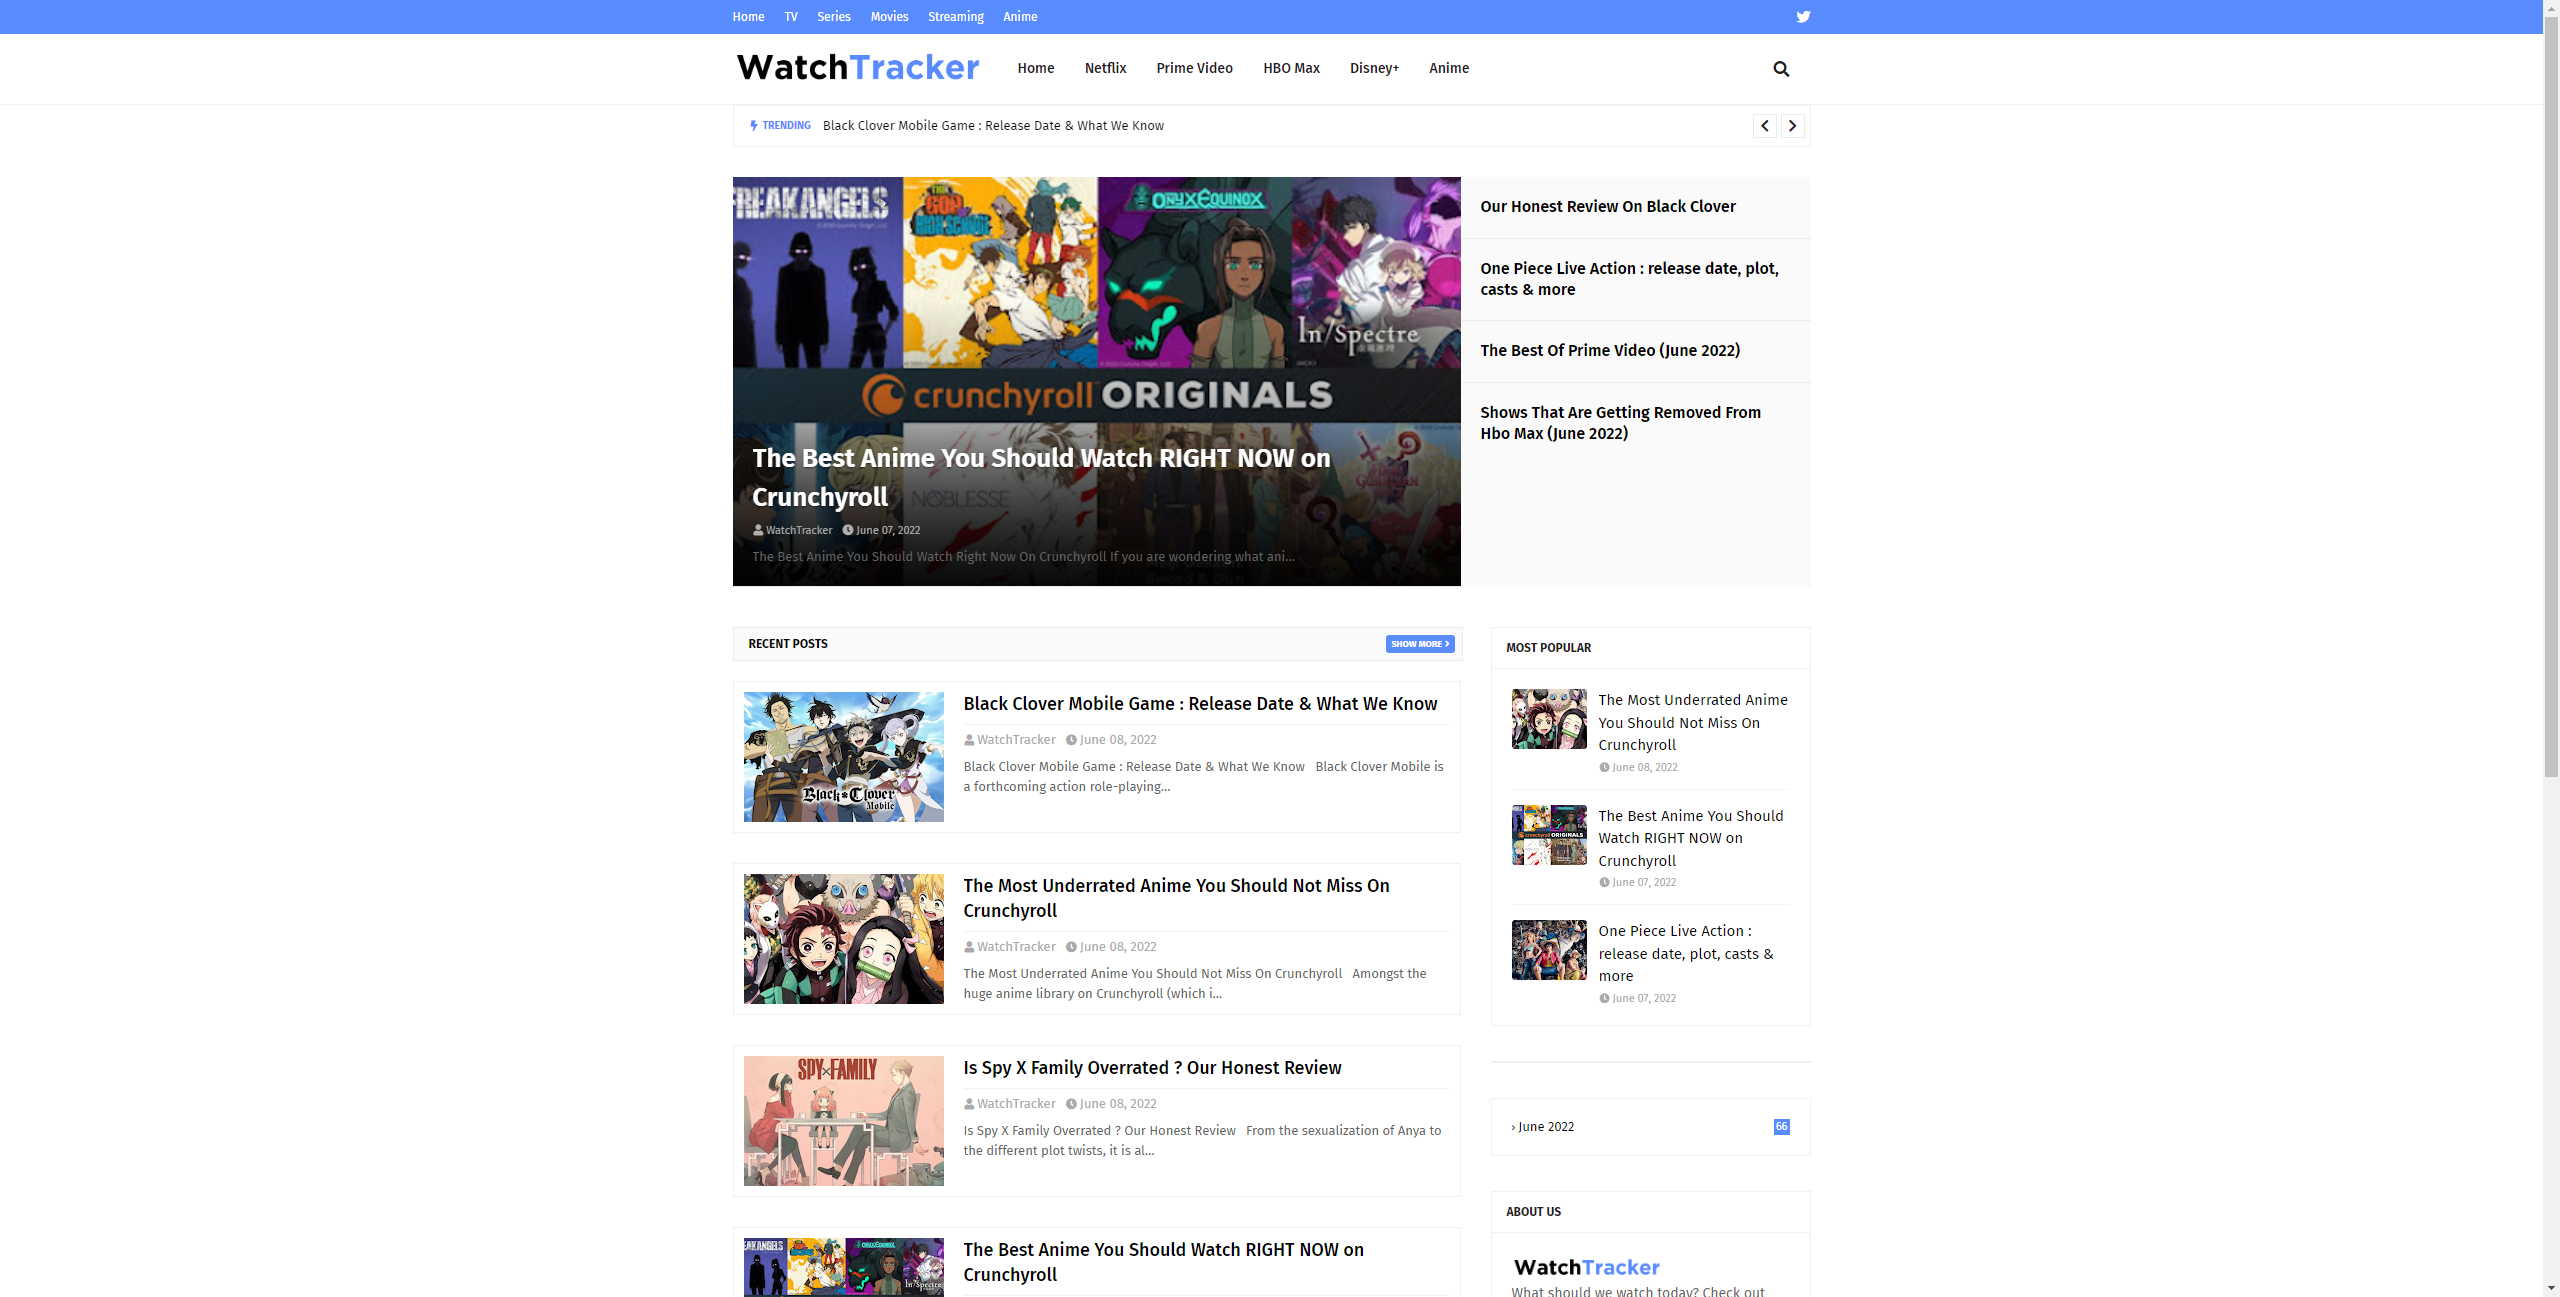 Home TV Series Movies Streaming Anime
WatchTracker Home Netflix Prime Video HBO Max Disney+ Anime
TRENDING Black Clover Mobile Game : Release Date & What We Know
FREAKANGELS THE GOD OF HIGH SCHOOL ONYX EQUINOX In/Spectre
crunchyroll ORIGINALS
NOBLESSE
The Best Anime You Should Watch RIGHT NOW on
Crunchyroll
WatchTracker June 07, 2022
The Best Anime You Should Watch Right Now On Crunchyroll If you are wondering what ani...
Our Honest Review On Black Clover
One Piece Live Action : release date, plot,
casts & more
The Best Of Prime Video (June 2022)
Shows That Are Getting Removed From
Hbo Max (June 2022)
RECENT POSTS SHOW MORE
Black Clover Mobile
Black Clover Mobile Game : Release Date & What We Know
WatchTracker June 08, 2022
Black Clover Mobile Game : Release Date & What We Know Black Clover Mobile is
a forthcoming action role-playing...
The Most Underrated Anime You Should Not Miss On
Crunchyroll
WatchTracker June 08, 2022
The Most Underrated Anime You Should Not Miss On Crunchyroll Amongst the
huge anime library on Crunchyroll (which i...
SPY×FAMILY
Is Spy X Family Overrated ? Our Honest Review
WatchTracker June 08, 2022
Is Spy X Family Overrated ? Our Honest Review From the sexualization of Anya to
the different plot twists, it is al...
In/Spectre
The Best Anime You Should Watch RIGHT NOW on
Crunchyroll
MOST POPULAR
The Most Underrated Anime
You Should Not Miss On
Crunchyroll
June 08, 2022
crunchyroll ORIGINALS
The Best Anime You Should
Watch RIGHT NOW on
Crunchyroll
June 07, 2022
One Piece Live Action :
release date, plot, casts &
more
June 07, 2022
› June 2022 66
ABOUT US
WatchTracker
What should we watch today? Check out